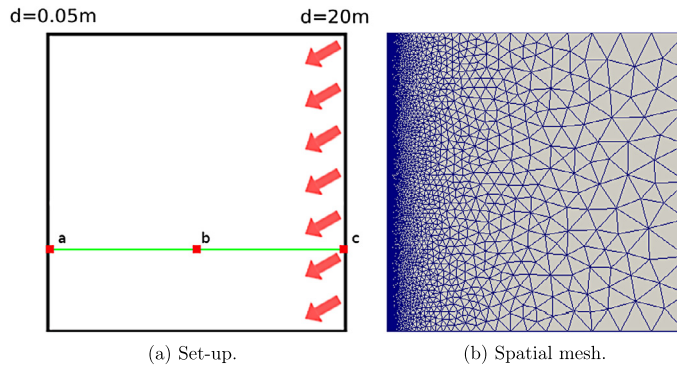 d=0.05m
d=20m
a
b
c
(a) Set-up.
(b) Spatial mesh.